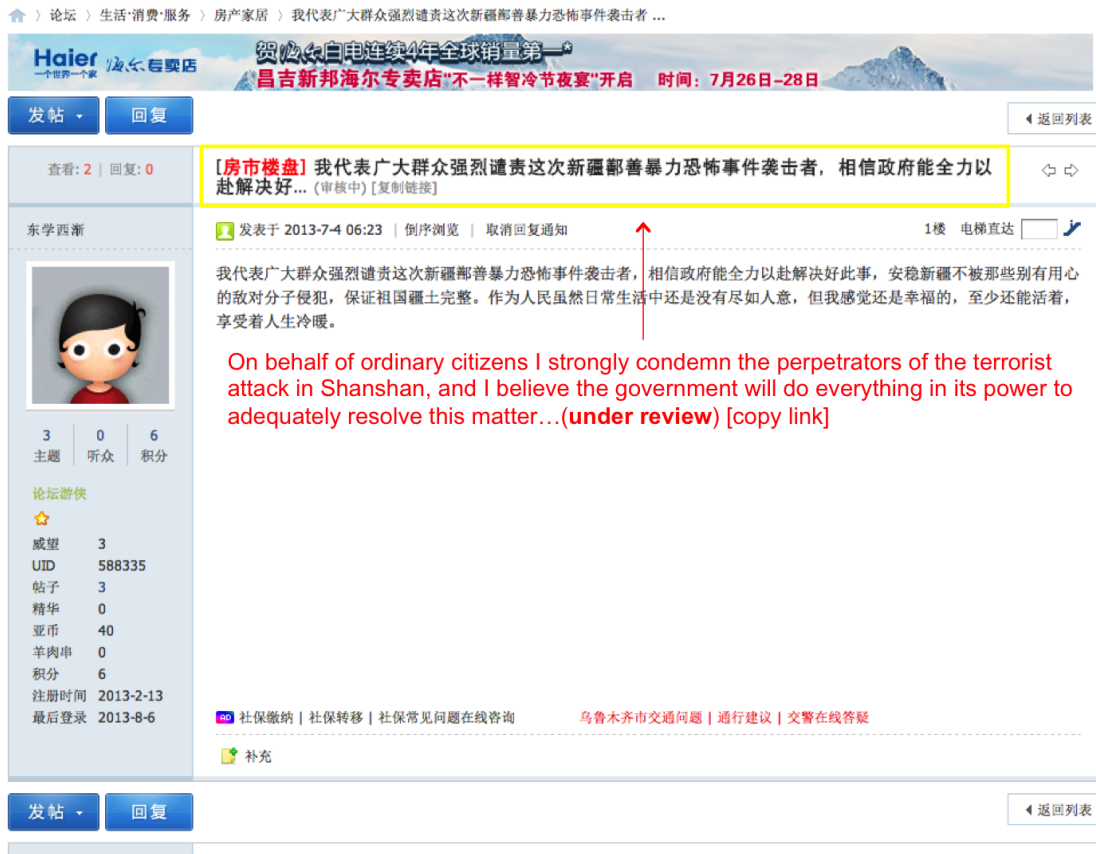 论坛 〉 生活·消费·服务 〉 房产家居 〉 我代表广大群众强烈谴责这次新疆鄯善暴力恐怖事件袭击者 ...
Haier 海尔专卖店
一个世界一个家
贺海尔白电连续4年全球销量第一*
昌吉新邦海尔专卖店"不一样智冷节夜宴"开启 时间：7月26日-28日
发帖 回复
返回列表
查看: 2 | 回复: 0
[房市楼盘] 我代表广大群众强烈谴责这次新疆鄯善暴力恐怖事件袭击者，相信政府能全力以
赴解决好... (审核中) [复制链接]
东学西渐
发表于 2013-7-4 06:23 | 倒序浏览 | 取消回复通知
1楼 电梯直达
我代表广大群众强烈谴责这次新疆鄯善暴力恐怖事件袭击者，相信政府能全力以赴解决好此事，安稳新疆不被那些别有用心
的敌对分子侵犯，保证祖国疆土完整。作为人民虽然日常生活中还是没有尽如人意，但我感觉还是幸福的，至少还能活着，
享受着人生冷暖。
On behalf of ordinary citizens I strongly condemn the perpetrators of the terrorist
attack in Shanshan, and I believe the government will do everything in its power to
adequately resolve this matter…(under review) [copy link]
3 0 6
主题 听众 积分
论坛游侠
威望 3
UID 588335
帖子 3
精华 0
亚币 40
羊肉串 0
积分 6
注册时间 2013-2-13
最后登录 2013-8-6
AD 社保缴纳 | 社保转移 | 社保常见问题在线咨询
乌鲁木齐市交通问题 | 通行建议 | 交警在线答疑
补充
发帖 回复
返回列表